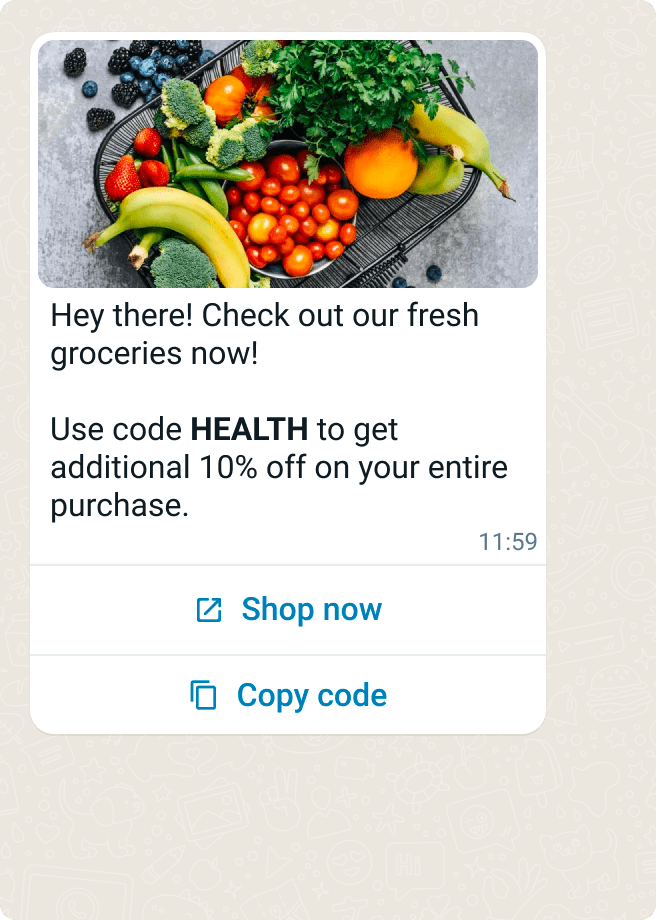 Hey there! Check out our fresh
groceries now!
Use code HEALTH to get
additional 10% off on your entire
purchase.
11:59
Shop now
Copy code